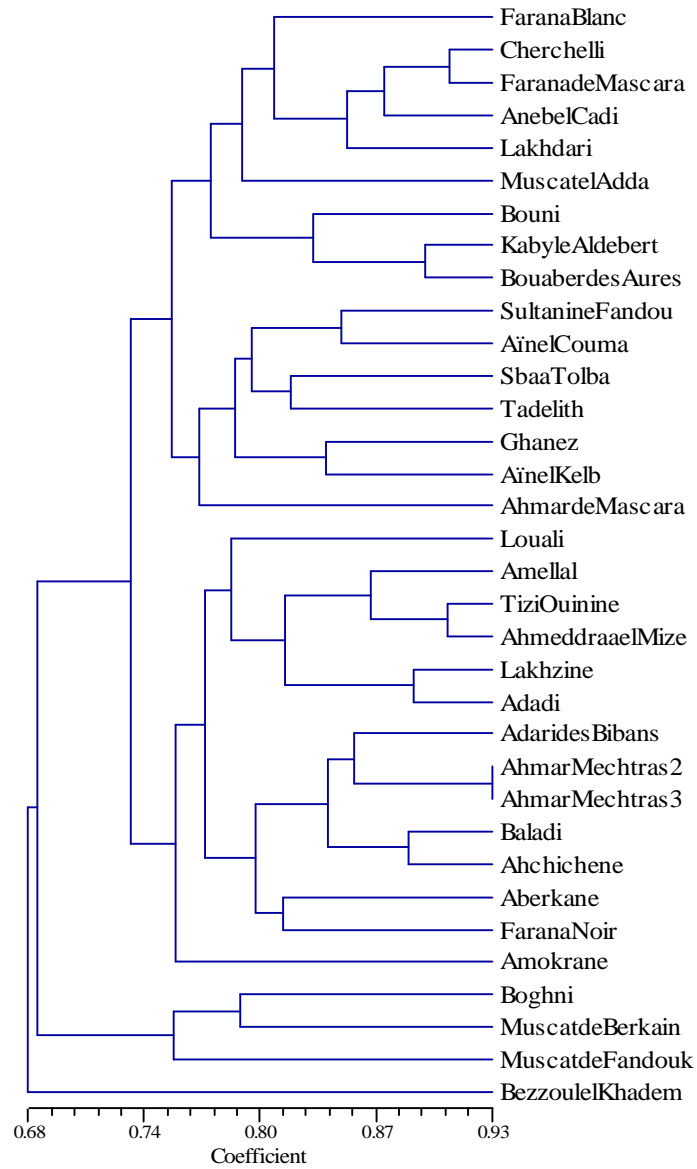 FaranaBlanc
Cherchelli
FaranadeMascara
AnebelCadi
Lakhdari
MuscatelAdda
Bouni
KabyleAldebert
BouaberdesAures
SultanineFandou
AïnelCouma
SbaaTolba
Tadelith
Ghanez
AïnelKelb
AhmardeMascara
Louali
Amellal
TiziOuinine
AhmeddraaelMize
Lakhzine
Adadi
AdaridesBibans
AhmarMechtras2
AhmarMechtras3
Baladi
Ahchichene
Aberkane
FaranaNoir
Amokrane
Boghni
MuscatdeBerkain
MuscatdeFandouk
BezzoulelKhadem
0.68 0.74 0.80 0.87 0.93
Coefficient